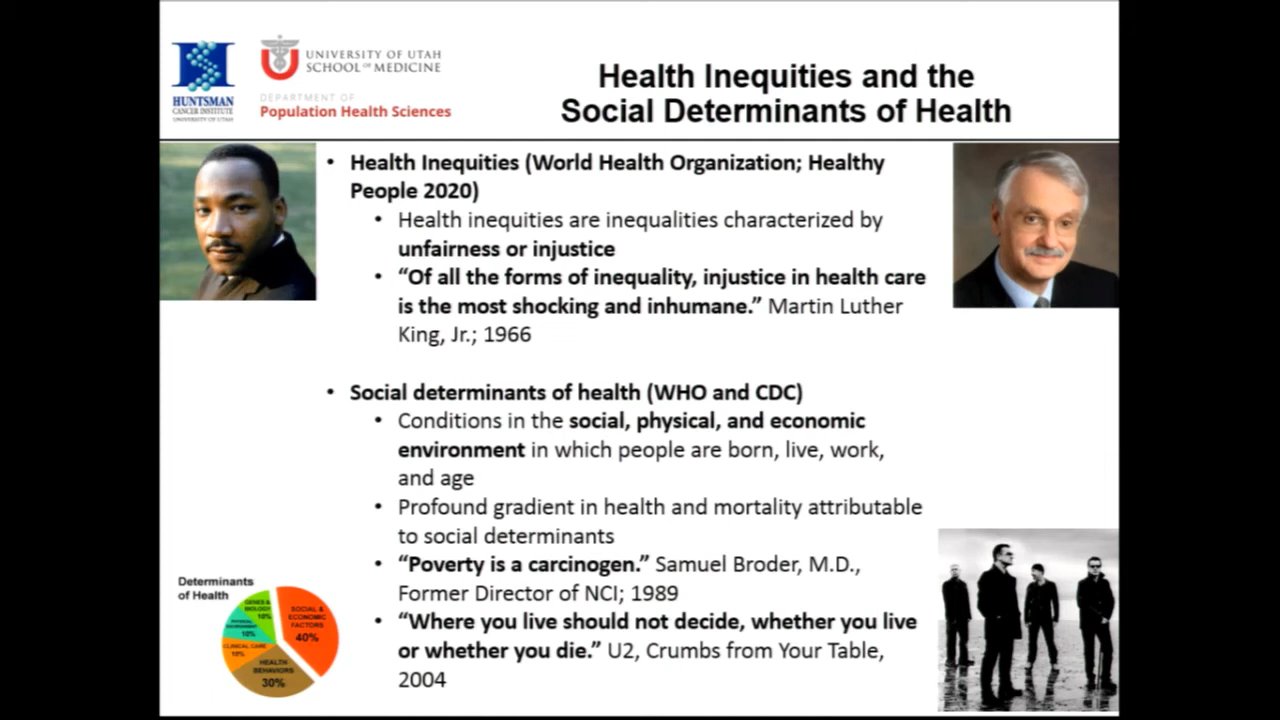 HUNTSMAN
CANCER INSTITUTE
UNIVERSITY OF UTAH
UNIVERSITY OF UTAH
SCHOOL OF MEDICINE
DEPARTMENT OF
Population Health Sciences
Health Inequities and the
Social Determinants of Health
• Health Inequities (World Health Organization; Healthy
People 2020)
• Health inequities are inequalities characterized by
unfairness or injustice
• “Of all the forms of inequality, injustice in health care
is the most shocking and inhumane.” Martin Luther
King, Jr.; 1966
• Social determinants of health (WHO and CDC)
• Conditions in the social, physical, and economic
environment in which people are born, live, work,
and age
• Profound gradient in health and mortality attributable
to social determinants
• “Poverty is a carcinogen.” Samuel Broder, M.D.,
Former Director of NCI; 1989
• “Where you live should not decide, whether you live
or whether you die.” U2, Crumbs from Your Table,
2004
Determinants
of Health
GENES &
BIOLOGY
10%
PHYSICAL
ENVIRONMENT
10%
CLINICAL CARE
10%
HEALTH
BEHAVIORS
30%
SOCIAL &
ECONOMIC
FACTORS
40%